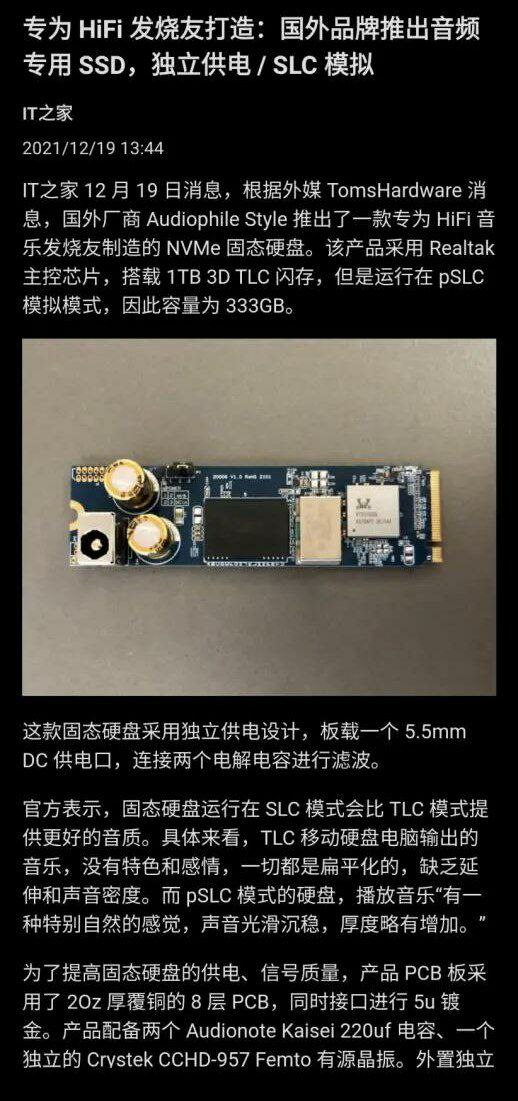 专为 HiFi 发烧友打造：国外品牌推出音频
专用 SSD，独立供电 / SLC 模拟
IT之家
2021/12/19 13:44
IT之家 12 月 19 日消息，根据外媒 TomsHardware 消
息，国外厂商 Audiophile Style 推出了一款专为 HiFi 音
乐发烧友制造的 NVMe 固态硬盘。该产品采用 Realtak
主控芯片，搭载 1TB 3D TLC 闪存，但是运行在 pSLC
模拟模式，因此容量为 333GB。
这款固态硬盘采用独立供电设计，板载一个 5.5mm
DC 供电口，连接两个电解电容进行滤波。
官方表示，固态硬盘运行在 SLC 模式会比 TLC 模式提
供更好的音质。具体来看，TLC 移动硬盘电脑输出的
音乐，没有特色和感情，一切都是扁平化的，缺乏延
伸和声音密度。而 pSLC 模式的硬盘，播放音乐“有一
种特别自然的感觉，声音光滑沉稳，厚度略有增加。”
为了提高固态硬盘的供电、信号质量，产品 PCB 板采
用了 2Oz 厚覆铜的 8 层 PCB，同时接口进行 5u 镀
金。产品配备两个 Audionote Kaisei 220uf 电容、一个
独立的 Crystek CCHD-957 Femto 有源晶振。外置独立